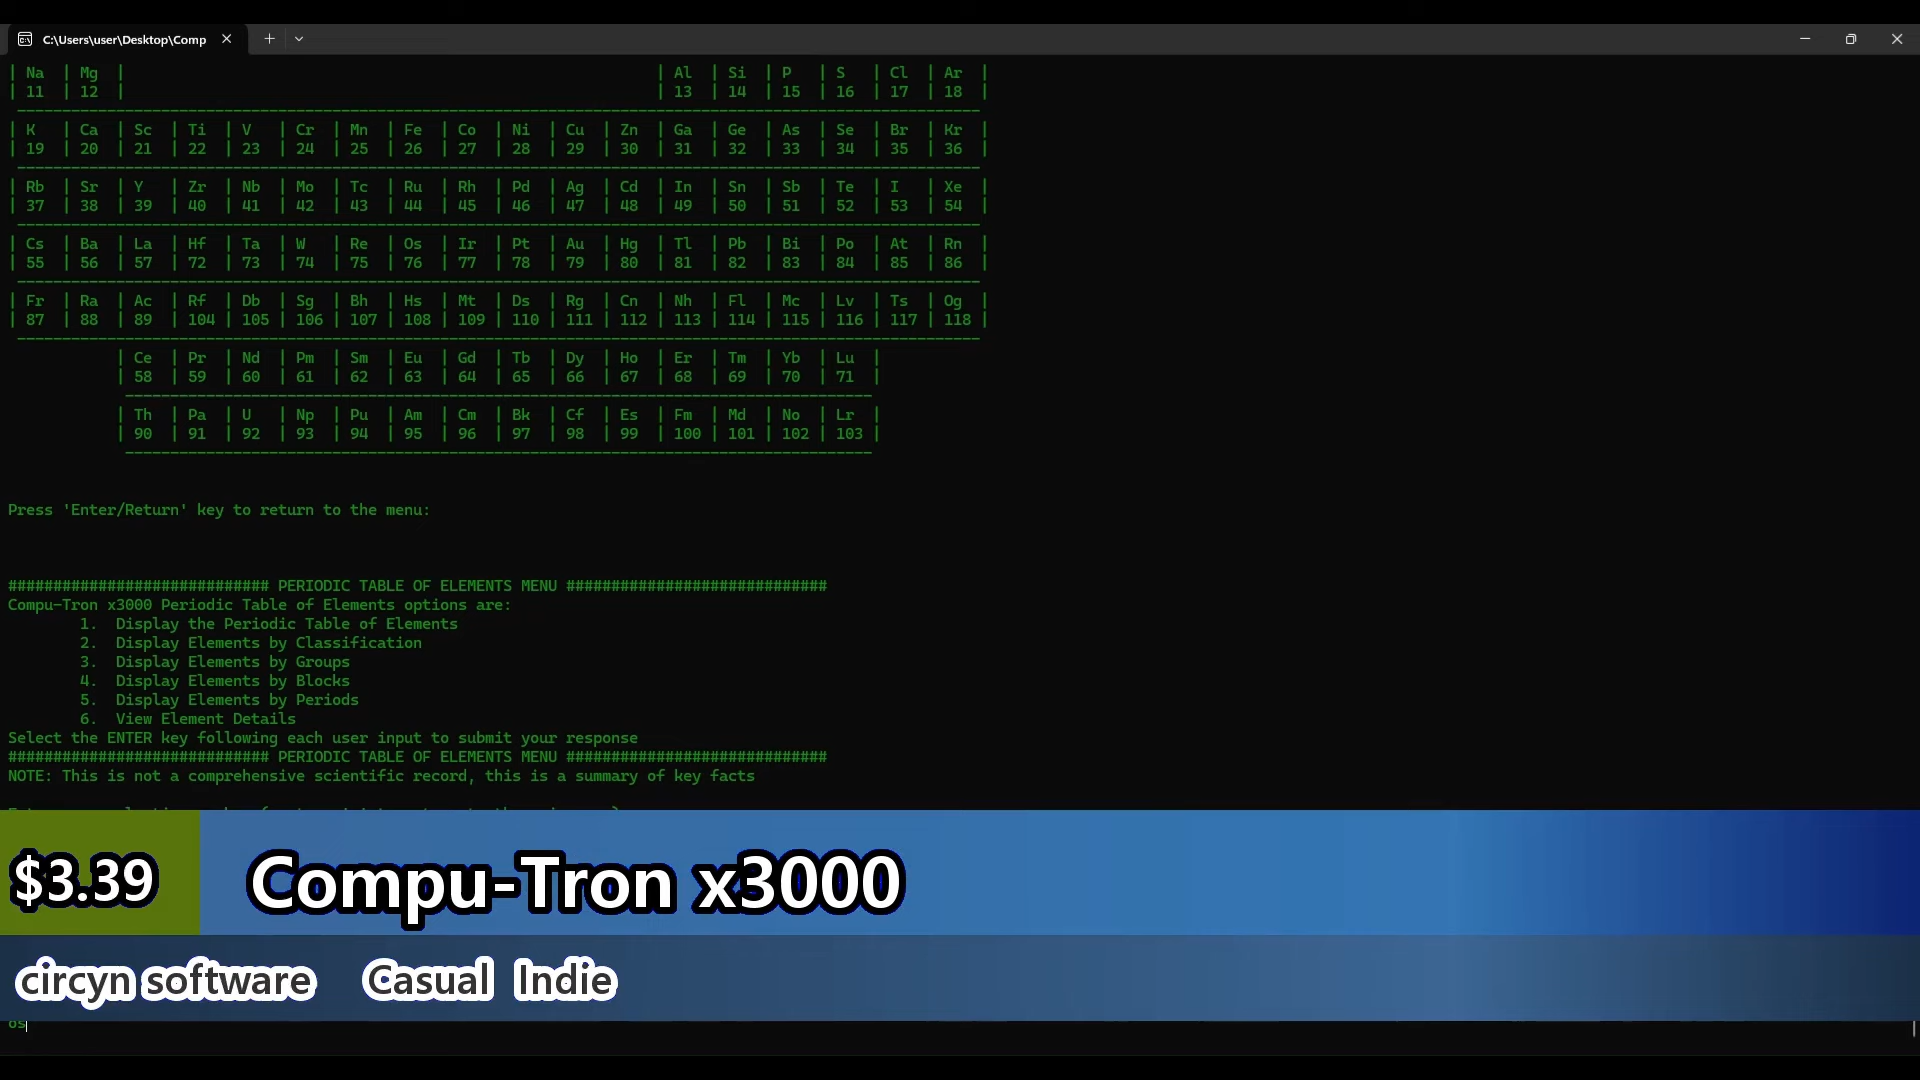 C:\Users\user\Desktop\Comp
| Na | Mg | | Al | Si | P | S | Cl | Ar |
| 11 | 12 | | 13 | 14 | 15 | 16 | 17 | 18 |
| K | Ca | Sc | Ti | V | Cr | Mn | Fe | Co | Ni | Cu | Zn | Ga | Ge | As | Se | Br | Kr |
| 19 | 20 | 21 | 22 | 23 | 24 | 25 | 26 | 27 | 28 | 29 | 30 | 31 | 32 | 33 | 34 | 35 | 36 |
| Rb | Sr | Y | Zr | Nb | Mo | Tc | Ru | Rh | Pd | Ag | Cd | In | Sn | Sb | Te | I | Xe |
| 37 | 38 | 39 | 40 | 41 | 42 | 43 | 44 | 45 | 46 | 47 | 48 | 49 | 50 | 51 | 52 | 53 | 54 |
| Cs | Ba | La | Hf | Ta | W | Re | Os | Ir | Pt | Au | Hg | Tl | Pb | Bi | Po | At | Rn |
| 55 | 56 | 57 | 72 | 73 | 74 | 75 | 76 | 77 | 78 | 79 | 80 | 81 | 82 | 83 | 84 | 85 | 86 |
| Fr | Ra | Ac | Rf | Db | Sg | Bh | Hs | Mt | Ds | Rg | Cn | Nh | Fl | Mc | Lv | Ts | Og |
| 87 | 88 | 89 | 104 | 105 | 106 | 107 | 108 | 109 | 110 | 111 | 112 | 113 | 114 | 115 | 116 | 117 | 118 |
| Ce | Pr | Nd | Pm | Sm | Eu | Gd | Tb | Dy | Ho | Er | Tm | Yb | Lu |
| 58 | 59 | 60 | 61 | 62 | 63 | 64 | 65 | 66 | 67 | 68 | 69 | 70 | 71 |
| Th | Pa | U | Np | Pu | Am | Cm | Bk | Cf | Es | Fm | Md | No | Lr |
| 90 | 91 | 92 | 93 | 94 | 95 | 96 | 97 | 98 | 99 | 100 | 101 | 102 | 103 |
Press 'Enter/Return' key to return to the menu:
############################# PERIODIC TABLE OF ELEMENTS MENU #############################
Compu-Tron x3000 Periodic Table of Elements options are:
1. Display the Periodic Table of Elements
2. Display Elements by Classification
3. Display Elements by Groups
4. Display Elements by Blocks
5. Display Elements by Periods
6. View Element Details
Select the ENTER key following each user input to submit your response
############################# PERIODIC TABLE OF ELEMENTS MENU #############################
NOTE: This is not a comprehensive scientific record, this is a summary of key facts
$3.39 Compu-Tron x3000
circyn software Casual Indie
os